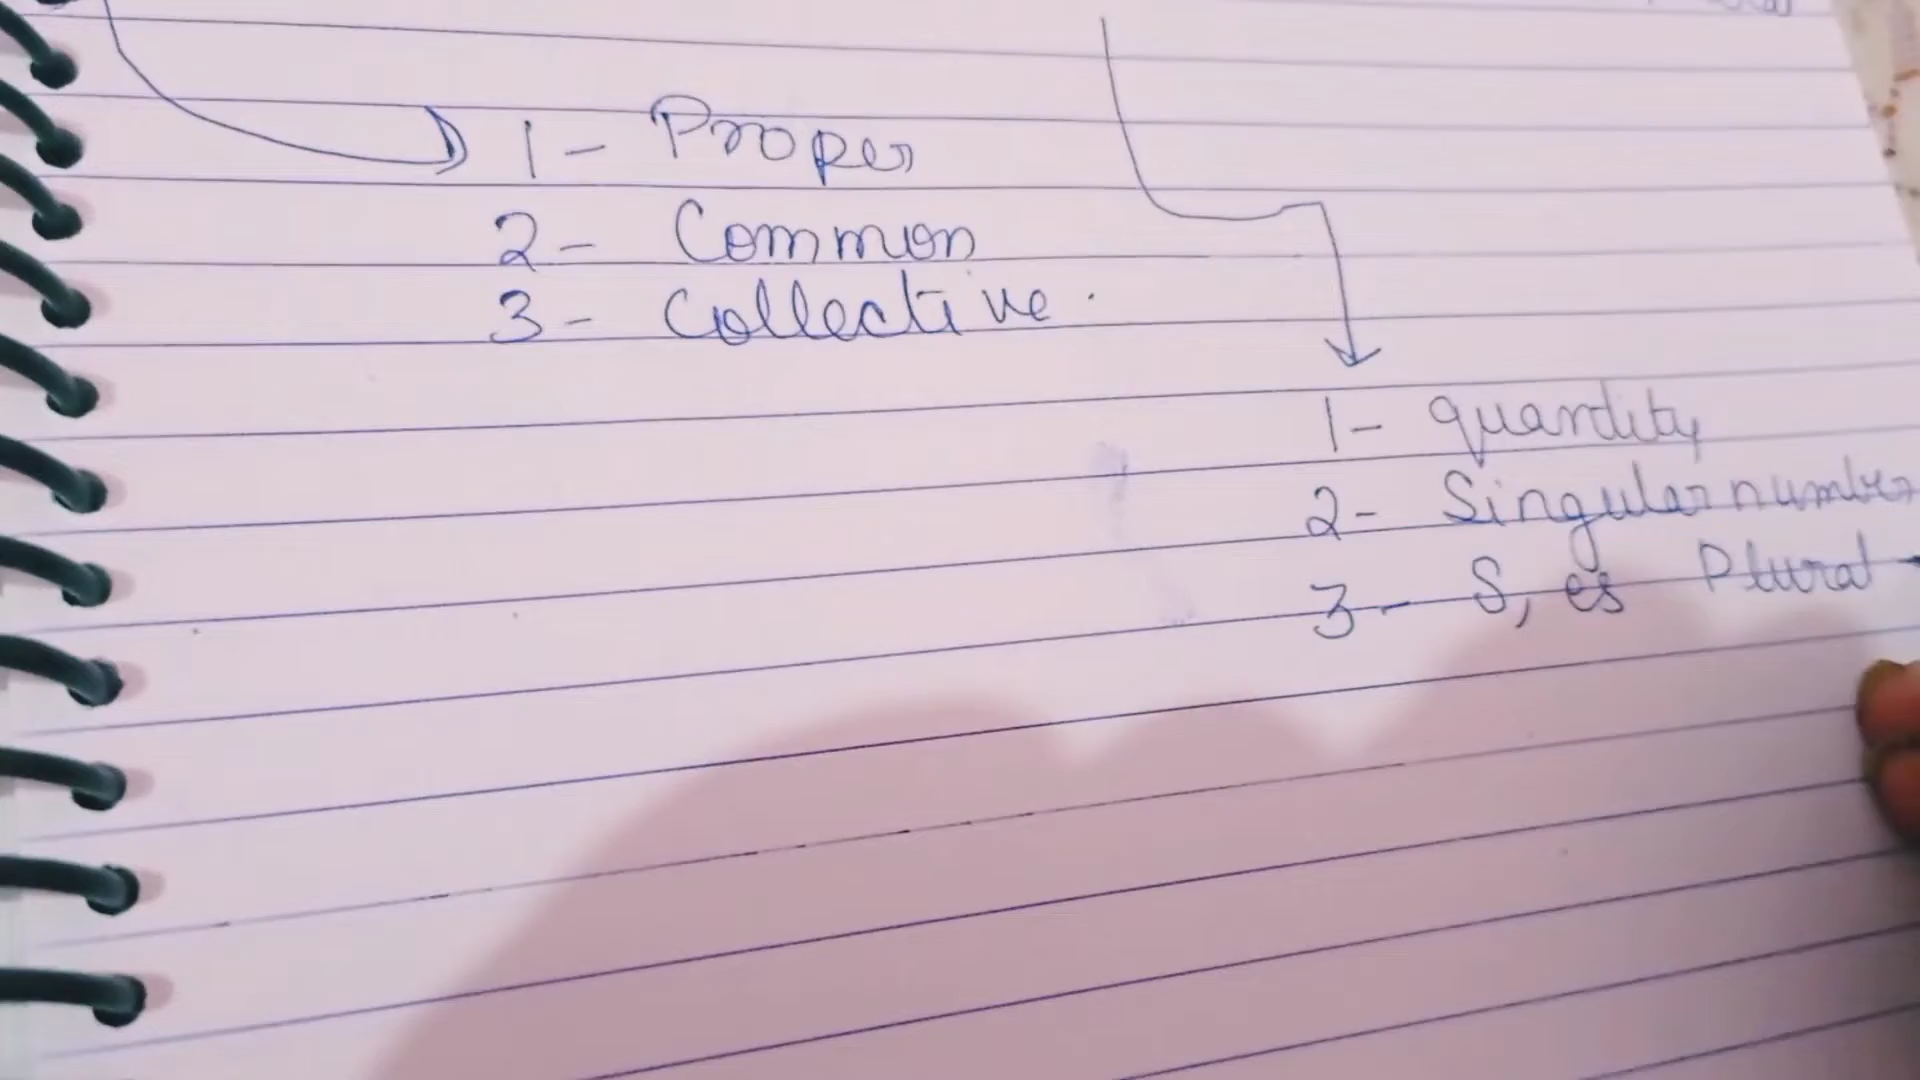 1- Proper
2- Common
3- Collective.
1- quantity
2- Singular number
3- S, es Plural